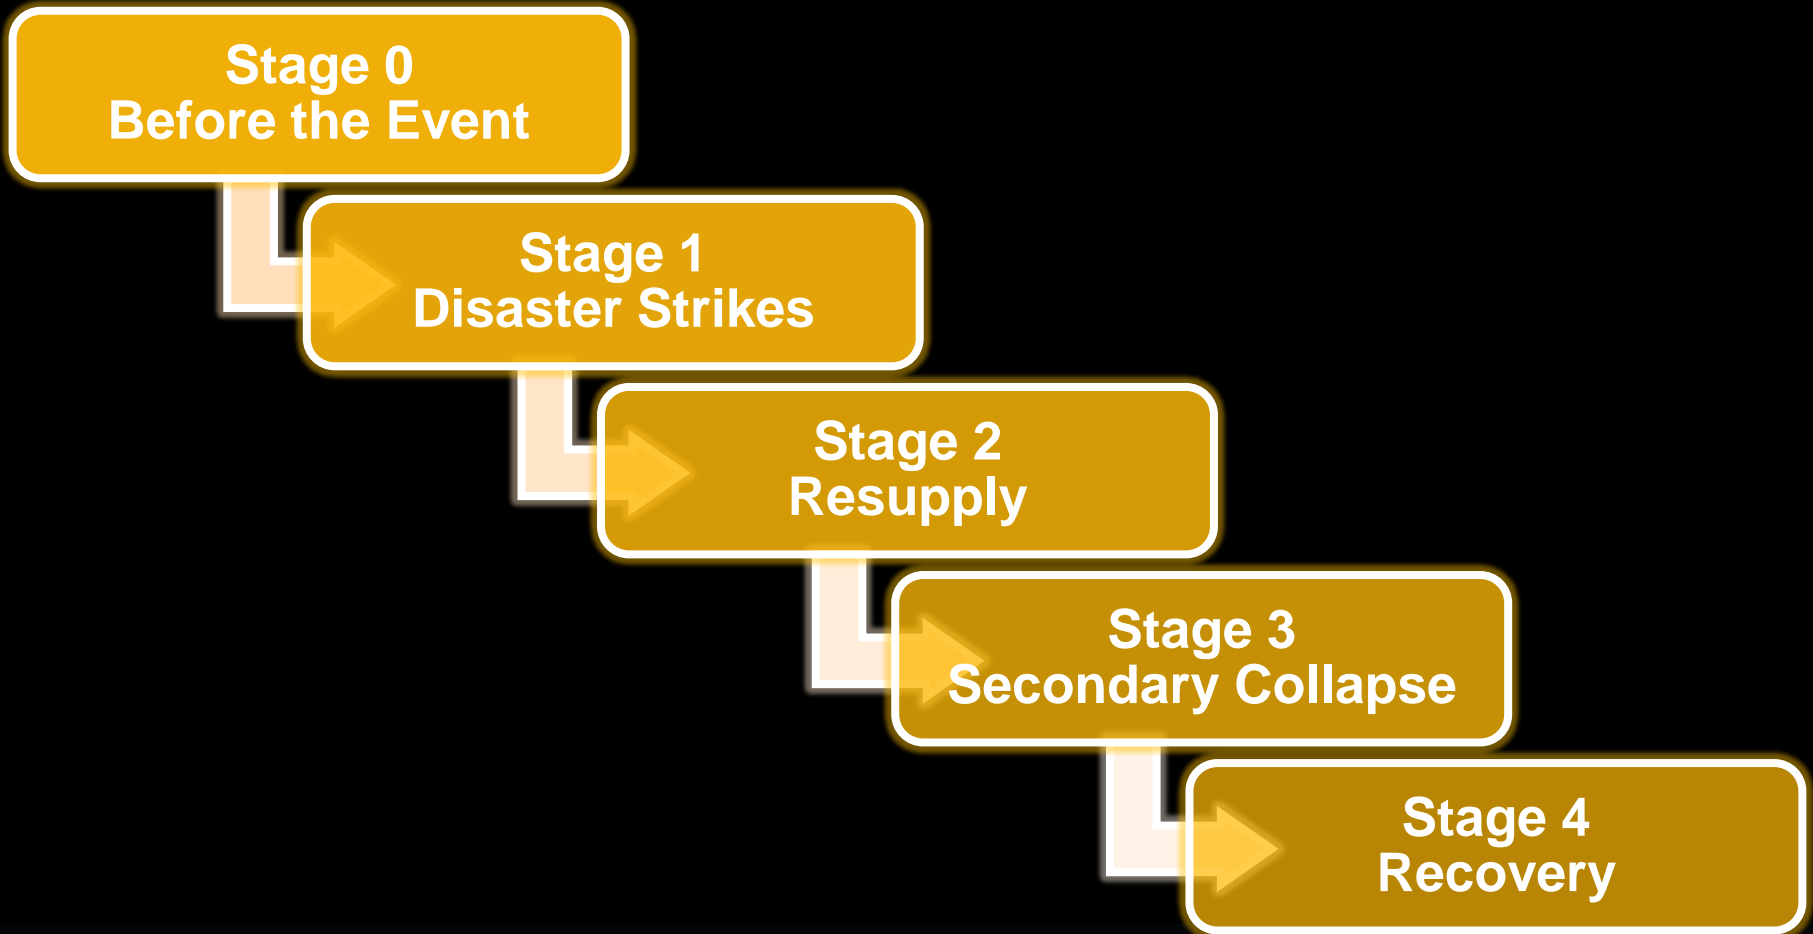 Stage 0
Before the Event
Stage 1
Disaster Strikes
Stage 2
Resupply
Stage 3
Secondary Collapse
Stage 4
Recovery